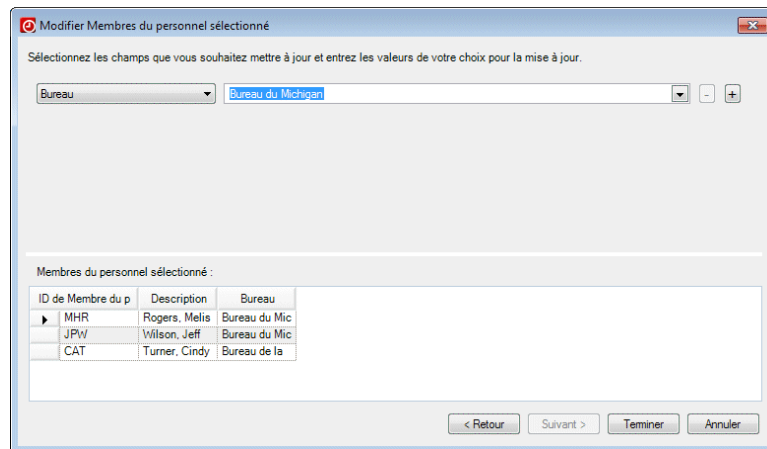 Modifier Membres du personnel sélectionné
Sélectionnez les champs que vous souhaitez mettre à jour et entrez les valeurs de votre choix pour la mise à jour.
Bureau Bureau du Michigan - +
Membres du personnel sélectionné :
ID de Membre du p Description Bureau
MHR Rogers, Melis Bureau du Mic
JPW Wilson, Jeff Bureau du Mic
CAT Turner, Cindy Bureau de la
< Retour Suivant > Terminer Annuler